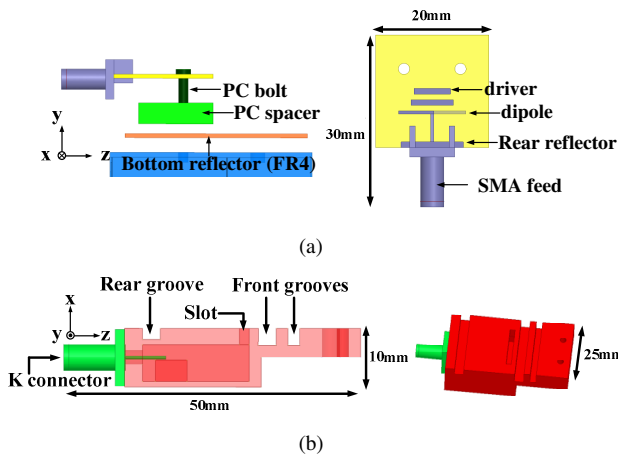 20mm
PC bolt
PC spacer
y
x
z
Bottom reflector (FR4)
driver
dipole
30mm
Rear reflector
SMA feed
(a)
Rear groove
Front grooves
x
Slot
y
z
K connector
10mm
25mm
50mm
(b)